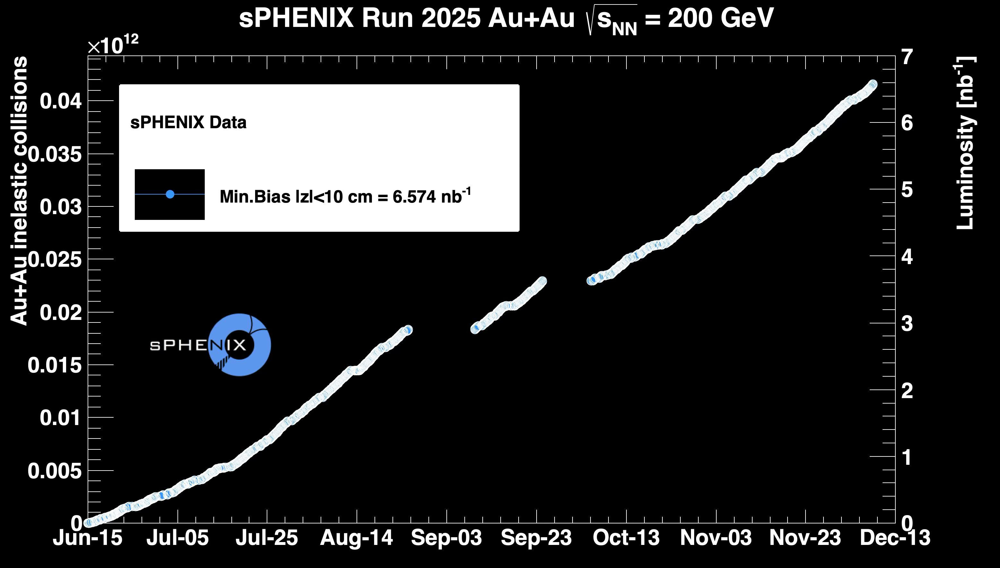 sPHENIX Run 2025 Au+Au √sNN = 200 GeV
×10¹²
Au+Au inelastic collisions
0.04
0.035
0.03
0.025
0.02
0.015
0.01
0.005
0
sPHENIX Data
Min.Bias |z|<10 cm = 6.574 nb⁻¹
sPHENIX
7
6
5
4
3
2
1
0
Luminosity [nb⁻¹]
Jun-15 Jul-05 Jul-25 Aug-14 Sep-03 Sep-23 Oct-13 Nov-03 Nov-23 Dec-13